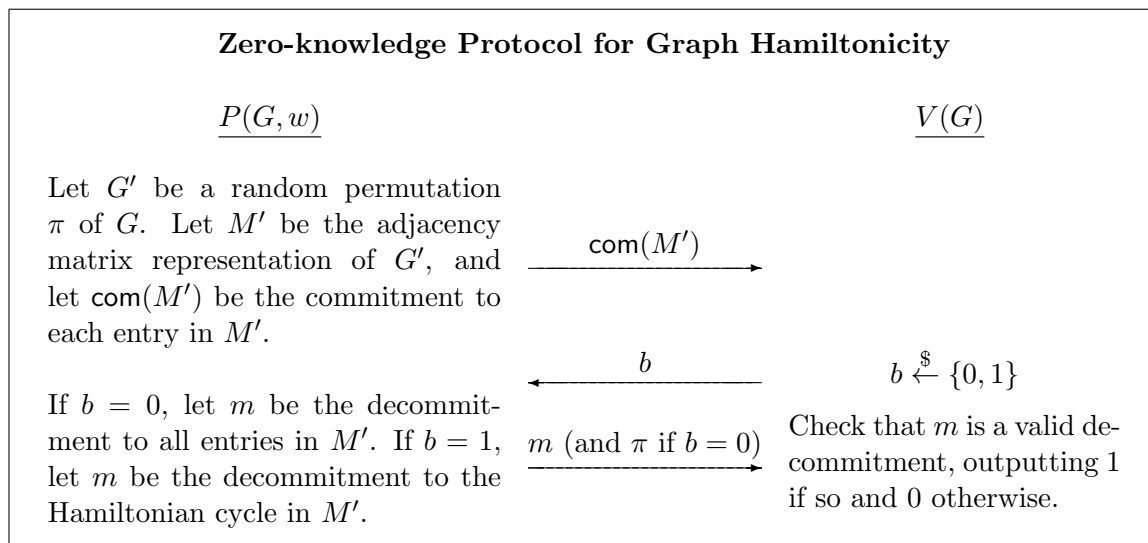 Zero-knowledge Protocol for Graph Hamiltonicity
P(G, w)
V(G)
Let G′ be a random permutation
π of G. Let M′ be the adjacency
matrix representation of G′, and
let com(M′) be the commitment to
each entry in M′.
com(M′)
b
b $← {0, 1}
If b = 0, let m be the decommit-
ment to all entries in M′. If b = 1,
let m be the decommitment to the
Hamiltonian cycle in M′.
m (and π if b = 0)
Check that m is a valid de-
commitment, outputting 1
if so and 0 otherwise.